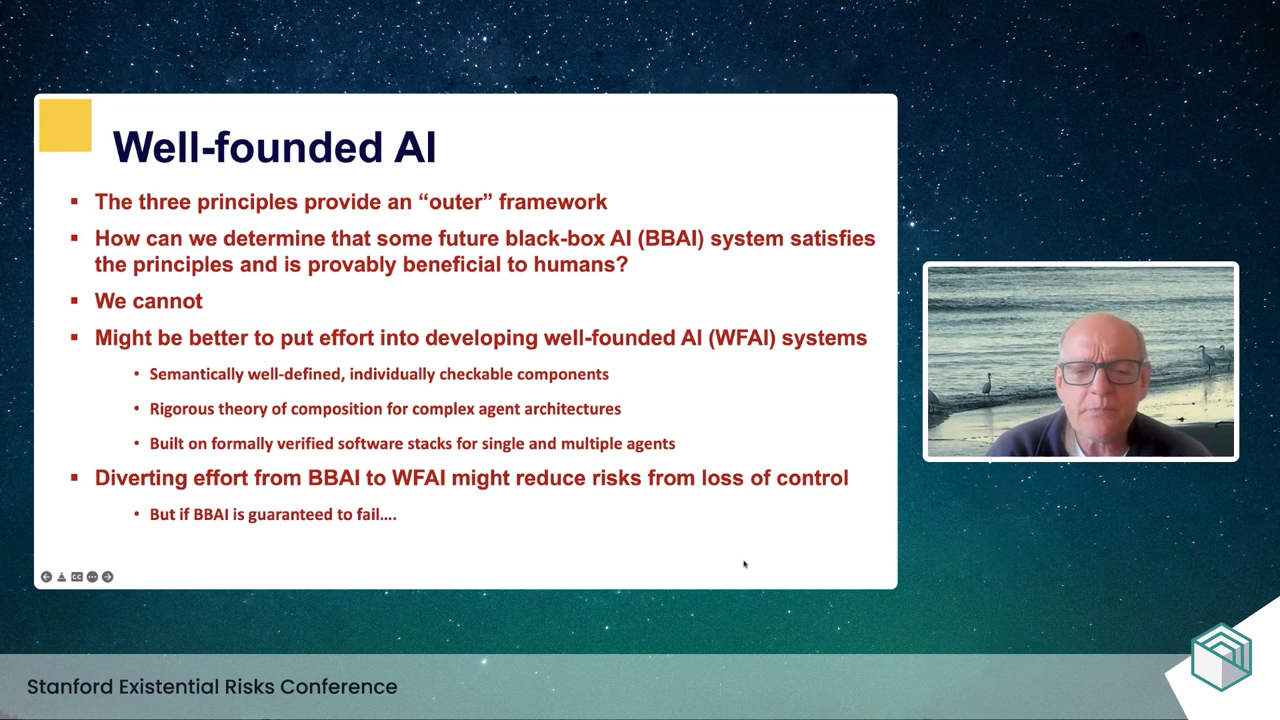 Well-founded AI
▪ The three principles provide an “outer” framework
▪ How can we determine that some future black-box AI (BBAI) system satisfies
the principles and is provably beneficial to humans?
▪ We cannot
▪ Might be better to put effort into developing well-founded AI (WFAI) systems
• Semantically well-defined, individually checkable components
• Rigorous theory of composition for complex agent architectures
• Built on formally verified software stacks for single and multiple agents
▪ Diverting effort from BBAI to WFAI might reduce risks from loss of control
• But if BBAI is guaranteed to fail....
CC
Stanford Existential Risks Conference